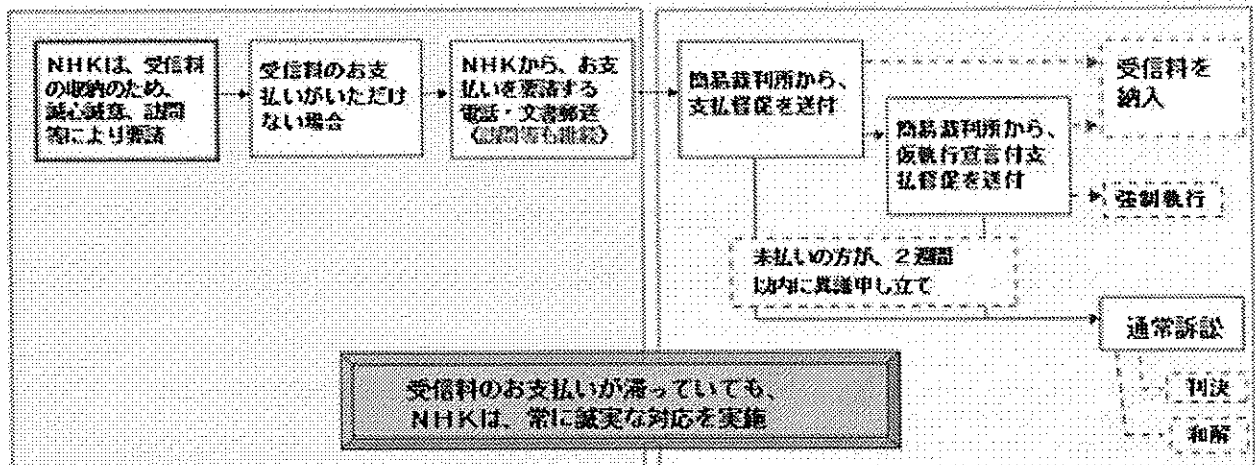 NHKは、受信料
の収納のため、
誠心誠意、訪問
等により要請
受信料のお支
払いがいただけ
ない場合
NHKから、お支
払いを要請する
電話・文書郵送
(訪問等も継続)
簡易裁判所から、
支払督促を送付
簡易裁判所から、
仮執行宣言付支
払督促を送付
受信料を
納入
強制執行
未払いの方が、2週間
以内に異議申し立て
通常訴訟
判決
和解
受信料のお支払いが滞っていても、
NHKは、常に誠実な対応を実施